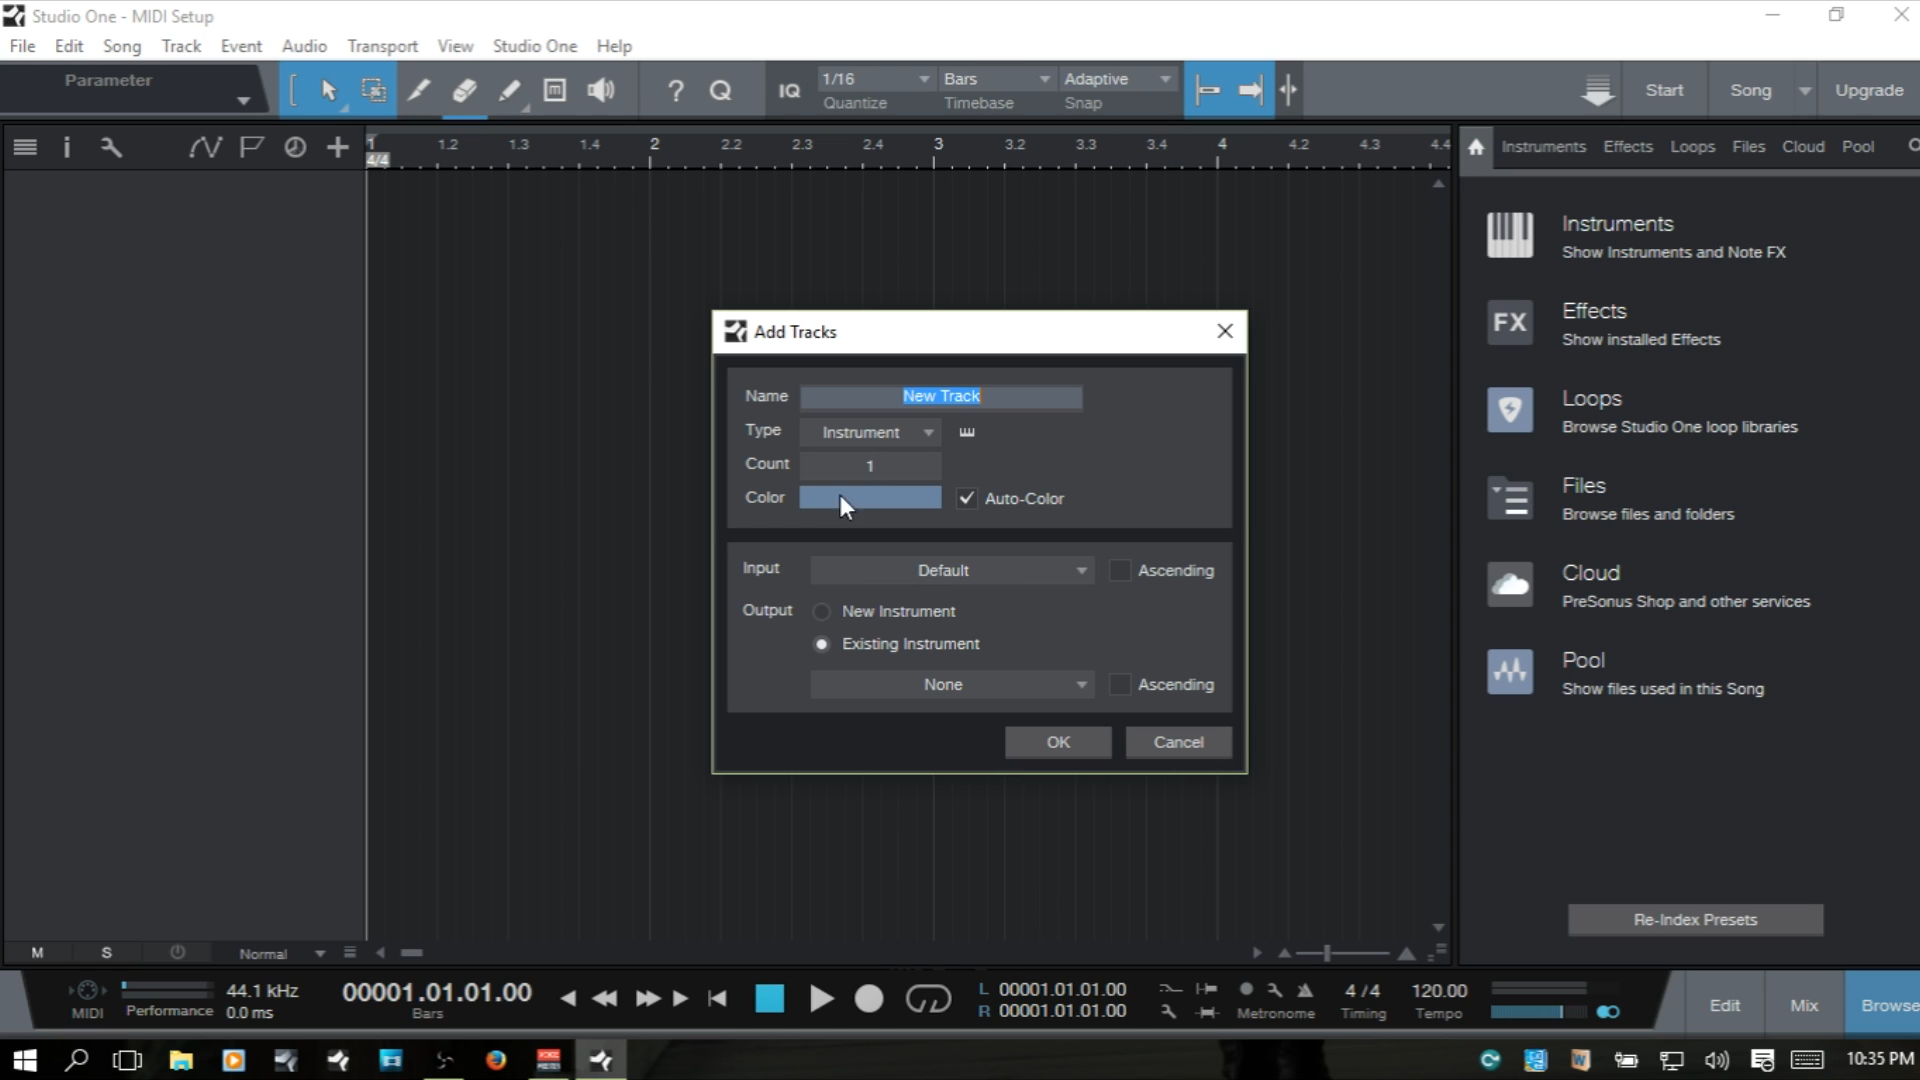 Studio One - MIDI Setup
File Edit Song Track Event Audio Transport View Studio One Help
Parameter
? Q IQ 1/16 Bars Adaptive Start Song Upgrade
Quantize Timebase Snap
1 1.2 1.3 1.4 2 2.2 2.3 2.4 3 3.2 3.3 3.4 4 4.2 4.3 4.4
4/4
Instruments Effects Loops Files Cloud Pool
Instruments
Show Instruments and Note FX
FX
Effects
Show installed Effects
Loops
Browse Studio One loop libraries
Files
Browse files and folders
Cloud
PreSonus Shop and other services
Pool
Show files used in this Song
Re-Index Presets
Add Tracks
Name New Track
Type Instrument
Count 1
Color Auto-Color
Input Default Ascending
Output New Instrument
Existing Instrument
None Ascending
OK Cancel
M S Normal
MIDI
Performance
44.1 kHz
0.0 ms
00001.01.01.00
Bars
L 00001.01.01.00
R 00001.01.01.00
Metronome
4 / 4
Timing
120.00
Tempo
Edit Mix Browse
10:35 PM